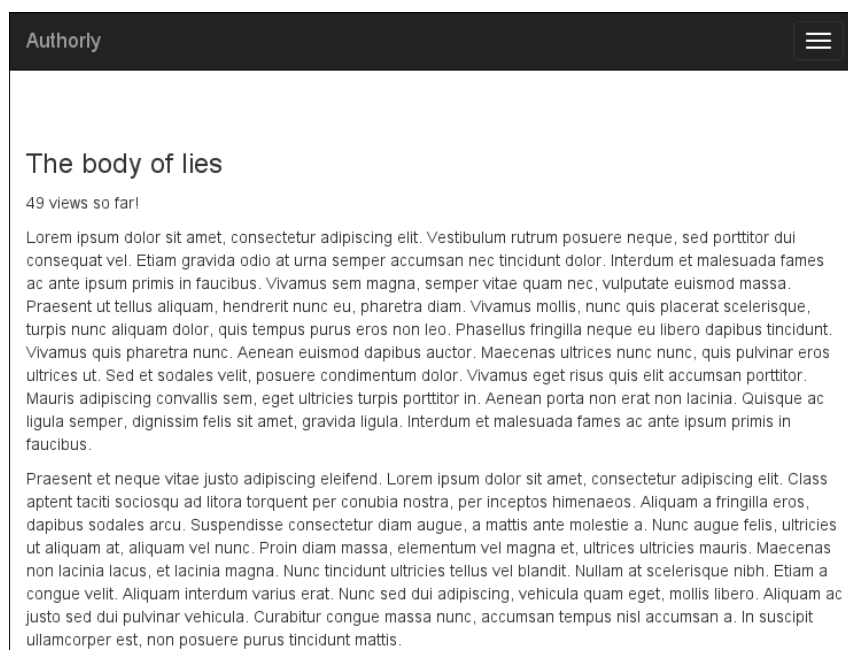 Authorly
The body of lies
49 views so far!
Lorem ipsum dolor sit amet, consectetur adipiscing elit. Vestibulum rutrum posuere neque, sed porttitor dui
consequat vel. Etiam gravida odio at urna semper accumsan nec tincidunt dolor. Interdum et malesuada fames
ac ante ipsum primis in faucibus. Vivamus sem magna, semper vitae quam nec, vulputate euismod massa.
Praesent ut tellus aliquam, hendrerit nunc eu, pharetra diam. Vivamus mollis, nunc quis placerat scelerisque,
turpis nunc aliquam dolor, quis tempus purus eros non leo. Phasellus fringilla neque eu libero dapibus tincidunt.
Vivamus quis pharetra nunc. Aenean euismod dapibus auctor. Maecenas ultrices nunc nunc, quis pulvinar eros
ultrices ut. Sed et sodales velit, posuere condimentum dolor. Vivamus eget risus quis elit accumsan porttitor.
Mauris adipiscing convallis sem, eget ultricies turpis porttitor in. Aenean porta non erat non lacinia. Quisque ac
ligula semper, dignissim felis sit amet, gravida ligula. Interdum et malesuada fames ac ante ipsum primis in
faucibus.
Praesent et neque vitae justo adipiscing eleifend. Lorem ipsum dolor sit amet, consectetur adipiscing elit. Class
aptent taciti sociosqu ad litora torquent per conubia nostra, per inceptos himenaeos. Aliquam a fringilla eros,
dapibus sodales arcu. Suspendisse consectetur diam augue, a mattis ante molestie a. Nunc augue felis, ultricies
ut aliquam at, aliquam vel nunc. Proin diam massa, elementum vel magna et, ultrices ultricies mauris. Maecenas
non lacinia lacus, et lacinia magna. Nunc tincidunt ultricies tellus vel blandit. Nullam at scelerisque nibh. Etiam a
congue velit. Aliquam interdum varius erat. Nunc sed dui adipiscing, vehicula quam eget, mollis libero. Aliquam ac
justo sed dui pulvinar vehicula. Curabitur congue massa nunc, accumsan tempus nisl accumsan a. In suscipit
ullamcorper est, non posuere purus tincidunt mattis.